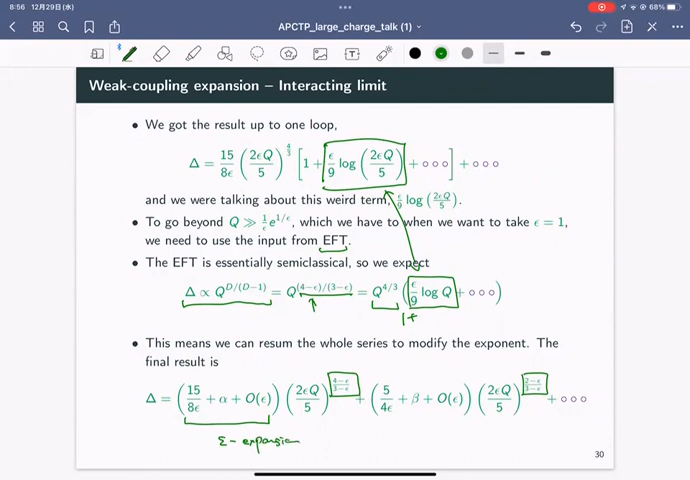 8:56 12月29日(水)
68%
APCTP_large_charge_talk (1)
Weak-coupling expansion – Interacting limit
• We got the result up to one loop,
Δ = 15/(8ϵ) (2ϵQ/5)^{4/3} [1 + ϵ/9 log (2ϵQ/5) + ∘∘∘] + ∘∘∘
and we were talking about this weird term, ϵ/9 log (2ϵQ/5).
• To go beyond Q ≫ 1/ϵ e^{1/ϵ}, which we have to when we want to take ϵ = 1,
we need to use the input from EFT.
• The EFT is essentially semiclassical, so we expect
Δ ∝ Q^{D/(D−1)} = Q^{(4−ϵ)/(3−ϵ)} = Q^{4/3} (ϵ/9 log Q + ∘∘∘)
1+
• This means we can resum the whole series to modify the exponent. The
final result is
Δ = (15/(8ϵ) + α + O(ϵ)) (2ϵQ/5)^{(4−ϵ)/(3−ϵ)} + (5/(4ϵ) + β + O(ϵ)) (2ϵQ/5)^{(2−ϵ)/(3−ϵ)} + ∘∘∘
ε-expansion
30